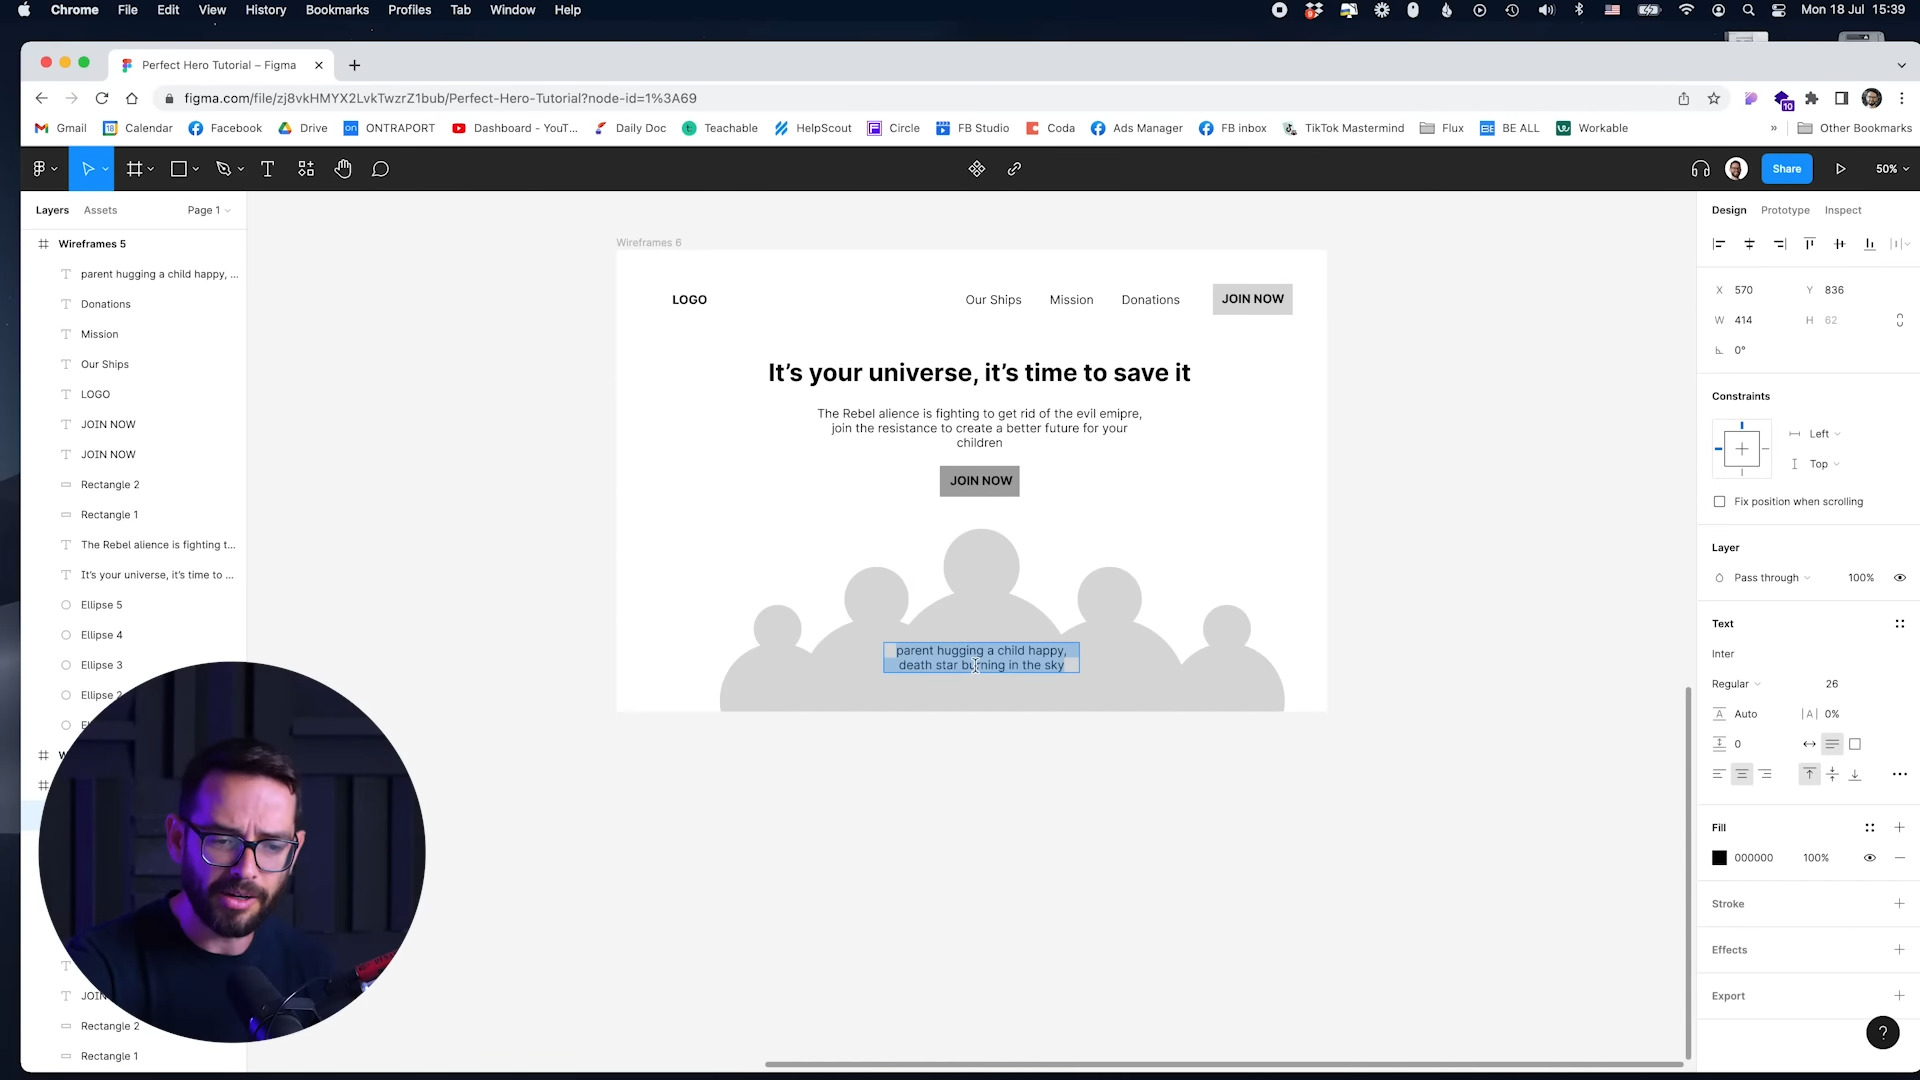 Chrome File Edit View History Bookmarks Profiles Tab Window Help
9
Mon 18 Jul 15:39
Perfect Hero Tutorial – Figma
figma.com/file/zj8vkHMYX2LvkTwzrZ1bub/Perfect-Hero-Tutorial?node-id=1%3A69
10
Gmail 18 Calendar Facebook Drive on ONTRAPORT Dashboard - YouT... Daily Doc t Teachable HelpScout Circle FB Studio Coda Ads Manager FB inbox TikTok Mastermind Flux BE BE ALL Workable » Other Bookmarks
Share
50%
Layers Assets Page 1
Wireframes 5
parent hugging a child happy, ...
Donations
Mission
Our Ships
LOGO
JOIN NOW
JOIN NOW
Rectangle 2
Rectangle 1
The Rebel alience is fighting t...
It's your universe, it's time to ...
Ellipse 5
Ellipse 4
Ellipse 3
Ellipse 2
JOIN
Rectangle 2
Rectangle 1
Wireframes 6
LOGO
Our Ships Mission Donations JOIN NOW
It's your universe, it's time to save it
The Rebel alience is fighting to get rid of the evil emipre,
join the resistance to create a better future for your
children
JOIN NOW
parent hugging a child happy,
death star burning in the sky
Design Prototype Inspect
X 570 Y 836
W 414 H 62
0°
Constraints
Left
Top
Fix position when scrolling
Layer
Pass through 100%
Text
Inter
Regular 26
A Auto |A| 0%
0
Fill
000000 100%
Stroke
Effects
Export
?